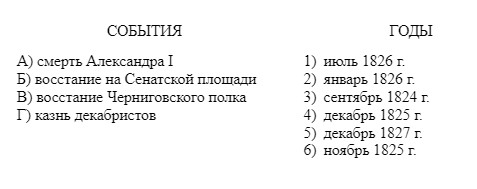 СОБЫТИЯ
ГОДЫ
А) смерть Александра I
Б) восстание на Сенатской площади
В) восстание Черниговского полка
Г) казнь декабристов
1) июль 1826 г.
2) январь 1826 г.
3) сентябрь 1824 г.
4) декабрь 1825 г.
5) декабрь 1827 г.
6) ноябрь 1825 г.